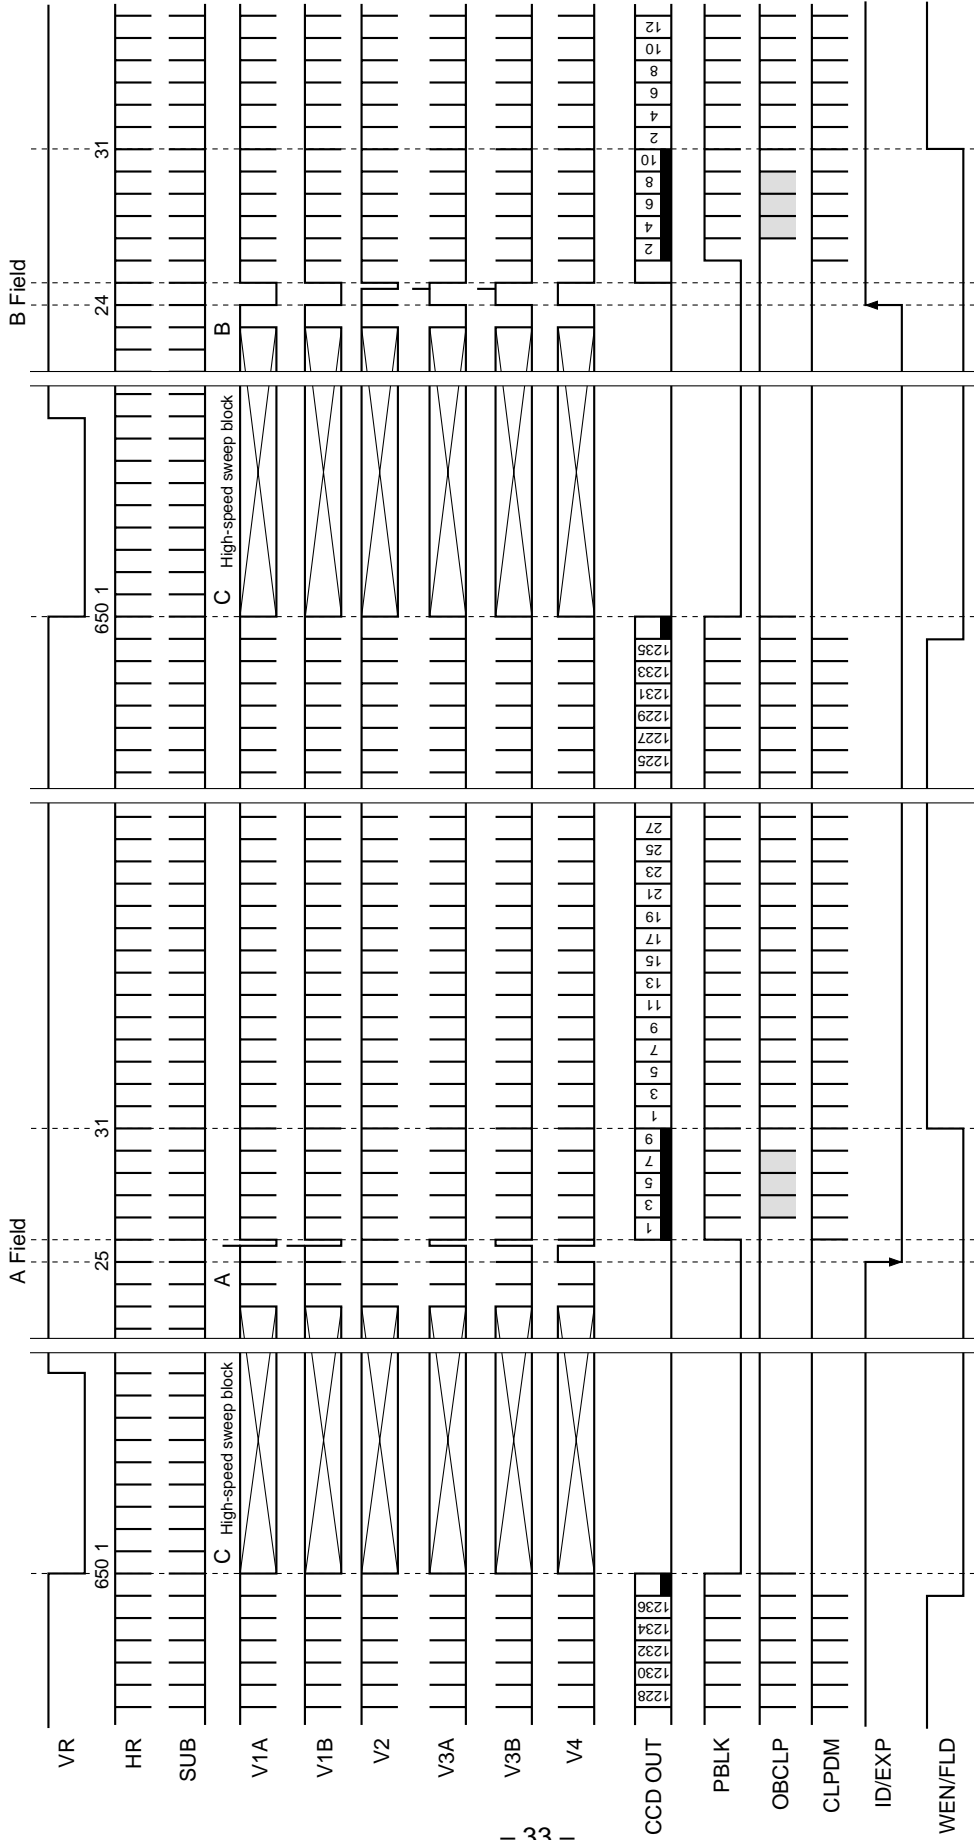 A Field B Field
VR
650 1 25 31 650 1 24 31
HR
SUB
C High-speed sweep block A C High-speed sweep block B
V1A
V1B
V2
V3A
V3B
V4
CCD OUT 1228 1230 1232 1234 1236 1 3 5 7 9 1 3 5 7 9 11 13 15 17 19 21 23 25 27 1225 1227 1229 1231 1233 1235 2 4 6 8 10 2 4 6 8 10 12
PBLK
OBCLP
CLPDM
ID/EXP
WEN/FLD
– 33 –